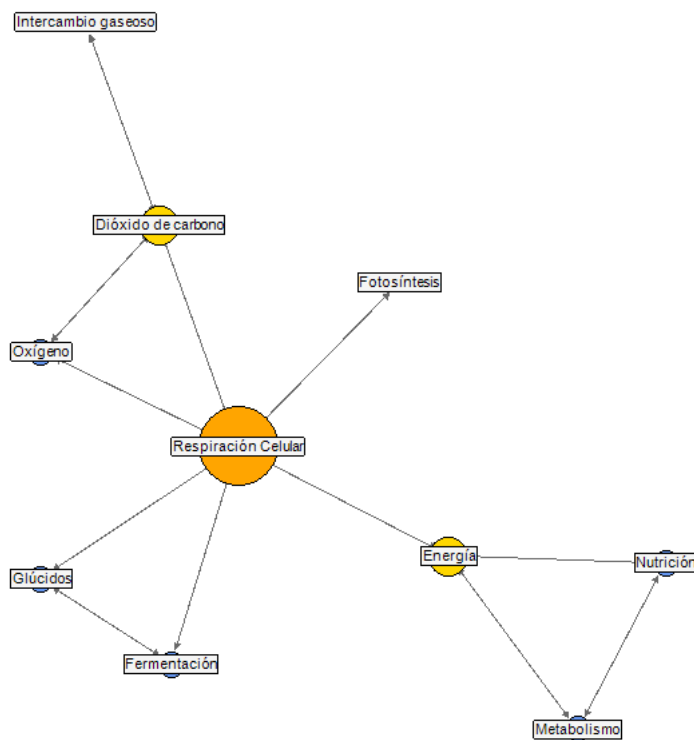 Intercambio gaseoso
Dióxido de carbono
Fotosíntesis
Oxígeno
Respiración Celular
Energía
Nutrición
Glúcidos
Fermentación
Metabolismo